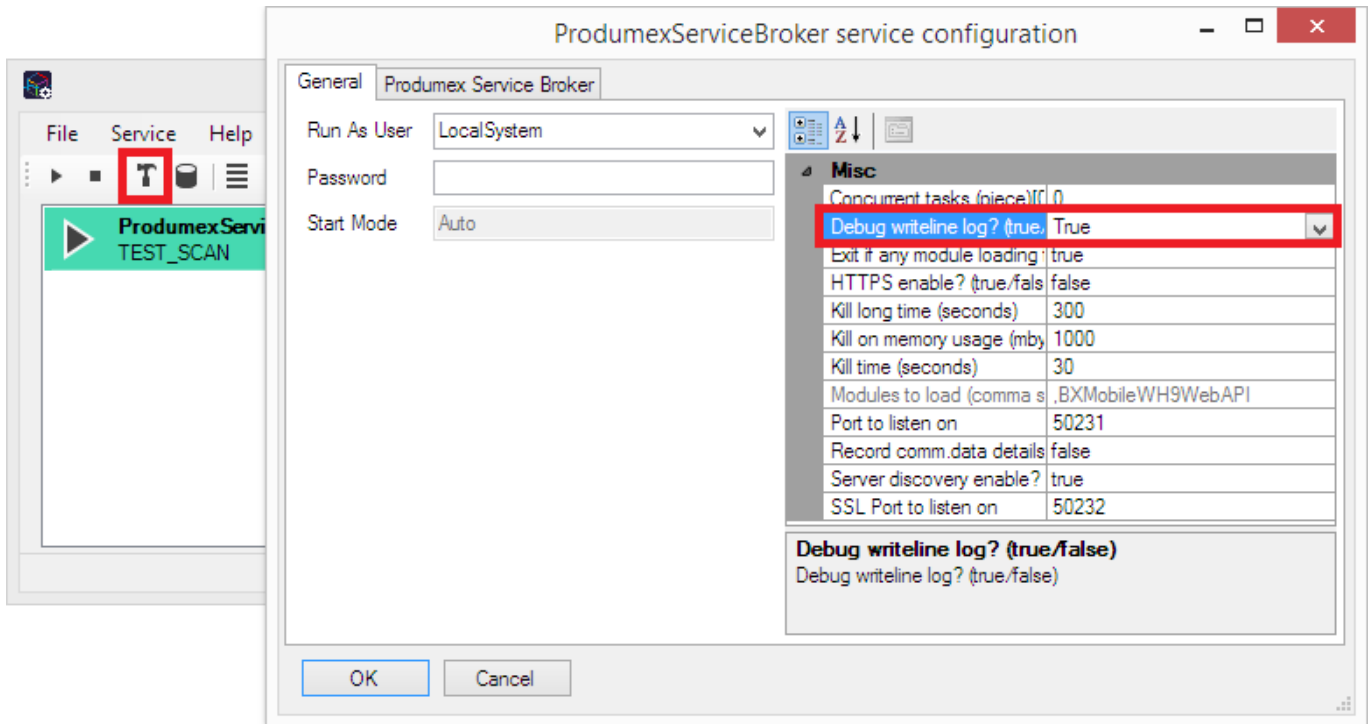 ProdumexServiceBroker service configuration
File Service Help
ProdumexServi
TEST_SCAN
General Produmex Service Broker
Run As User LocalSystem
Password
Start Mode Auto
Misc
Concurrent tasks (piece)[ 0
Debug writeline log? (true, True
Exit if any module loading true
HTTPS enable? (true/fals false
Kill long time (seconds) 300
Kill on memory usage (mby 1000
Kill time (seconds) 30
Modules to load (comma s ,BXMobileWH9WebAPI
Port to listen on 50231
Record comm.data details false
Server discovery enable? true
SSL Port to listen on 50232
Debug writeline log? (true/false)
Debug writeline log? (true/false)
OK Cancel